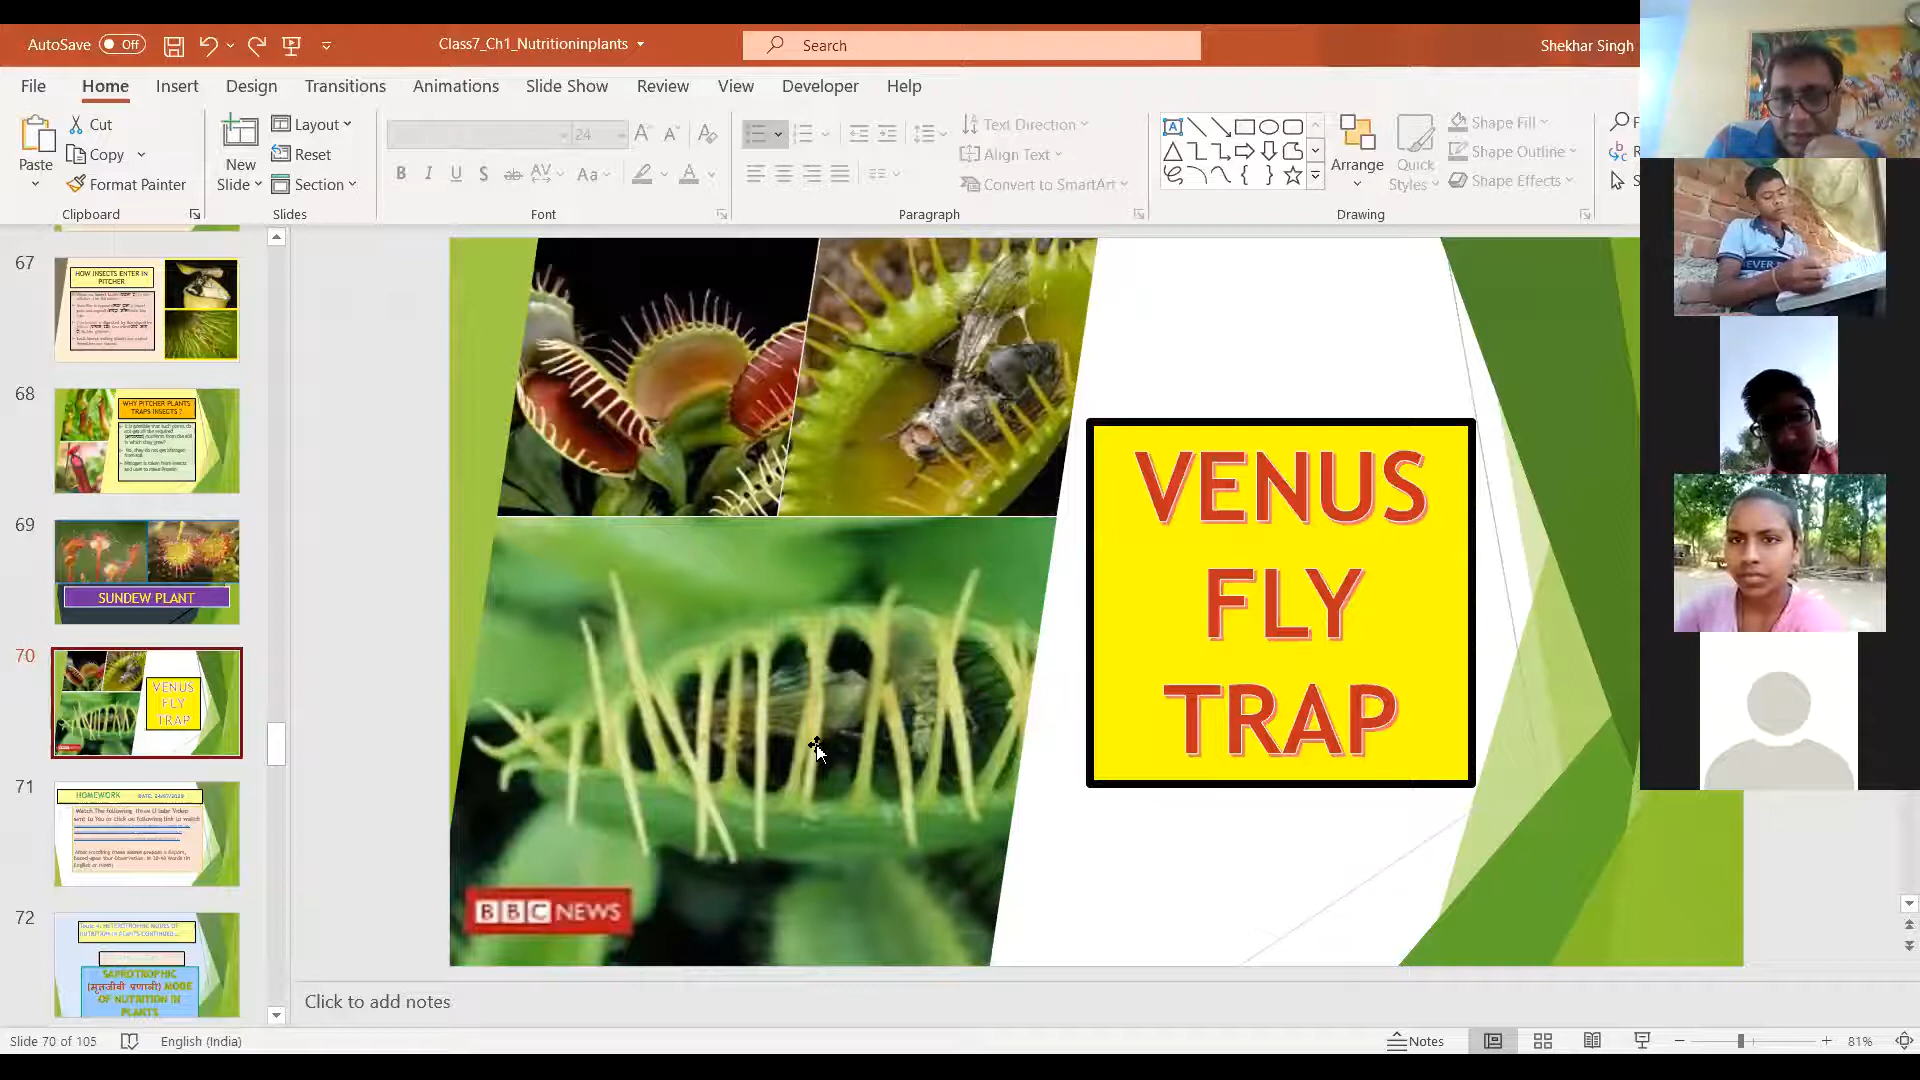 AutoSave Off
Class7_Ch1_Nutritioninplants
Search
Shekhar Singh
File Home Insert Design Transitions Animations Slide Show Review View Developer Help
Paste
Cut
Copy
Format Painter
Clipboard
New Slide
Layout
Reset
Section
Slides
24
Font
Text Direction
Align Text
Convert to SmartArt
Paragraph
Arrange
Quick Styles
Shape Fill
Shape Outline
Shape Effects
Drawing
67
HOW INSECTS ENTER IN
PITCHER
68
WHY PITCHER PLANTS
TRAPS INSECTS ?
69
SUNDEW PLANT
70
VENUS
FLY
TRAP
71
HOMEWORK
72
SAPROTROPHIC
(मृतजीवी प्रणाली) MODE
OF NUTRITION IN
PLANTS
VENUS
FLY
TRAP
BBC NEWS
EVER
Click to add notes
Slide 70 of 105
English (India)
Notes
81%